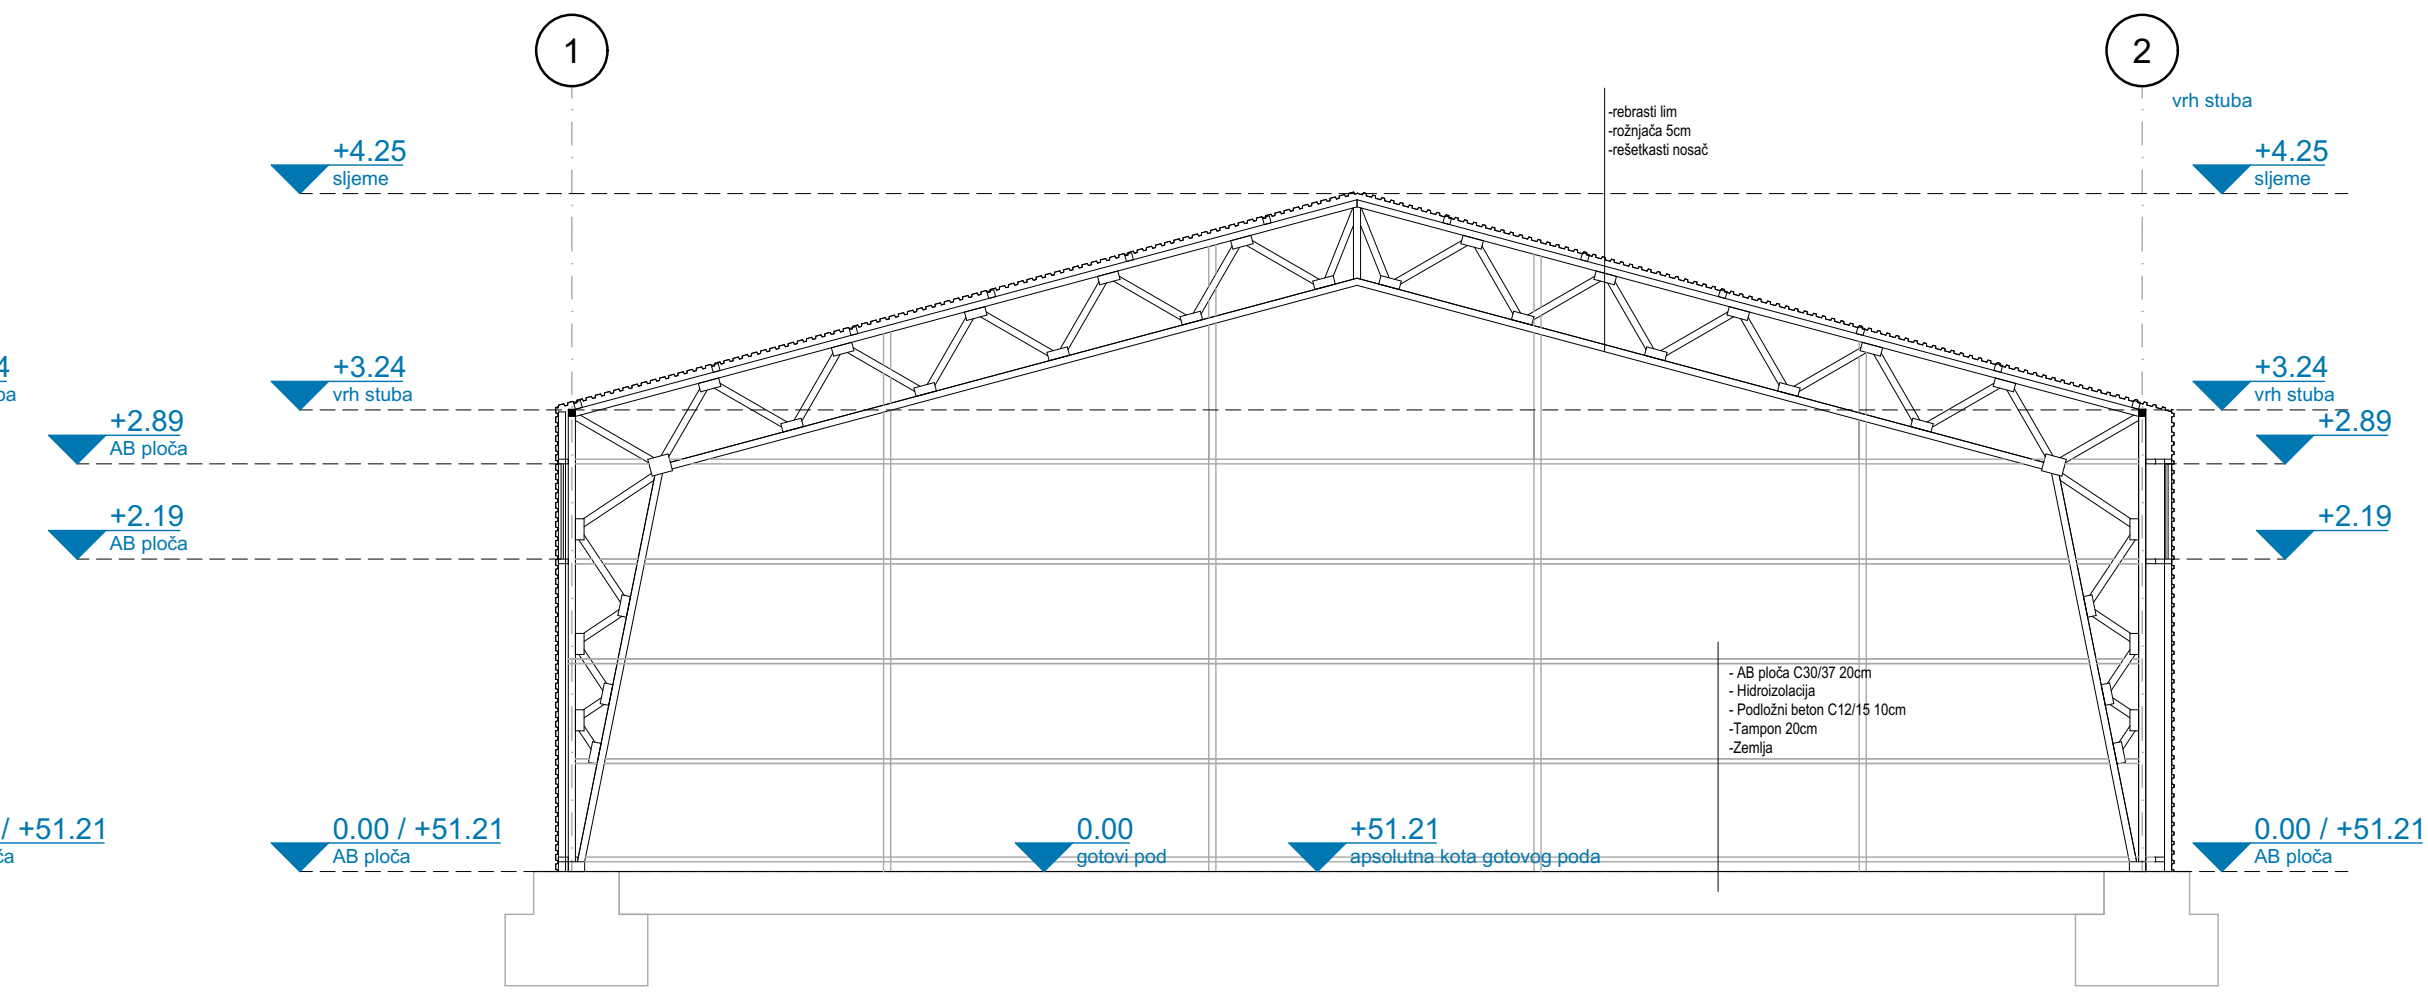 1
2
vrh stuba
-rebrasti lim
-rožnjača 5cm
-rešetkasti nosač
+4.25
sljeme
+4.25
sljeme
4
ba
+3.24
vrh stuba
+3.24
vrh stuba
+2.89
AB ploča
+2.89
+2.19
AB ploča
+2.19
- AB ploča C30/37 20cm
- Hidroizolacija
- Podložni beton C12/15 10cm
-Tampon 20cm
-Zemlja
/ +51.21
ča
0.00 / +51.21
AB ploča
0.00
gotovi pod
+51.21
apsolutna kota gotovog poda
0.00 / +51.21
AB ploča